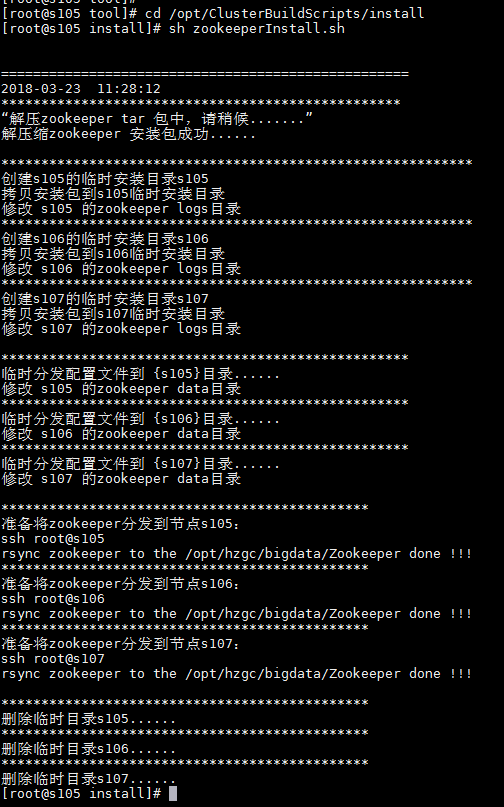 [root@s105 tool]#
[root@s105 tool]# cd /opt/ClusterBuildScripts/install
[root@s105 install]# sh zookeeperInstall.sh
====================================================
2018-03-23  11:28:12
***************************************************
“解压zookeeper tar 包中，请稍候.......”
解压缩zookeeper 安装包成功......
************************************************************
创建s105的临时安装目录s105
拷贝安装包到s105临时安装目录
修改 s105 的zookeeper logs目录
************************************************************
创建s106的临时安装目录s106
拷贝安装包到s106临时安装目录
修改 s106 的zookeeper logs目录
************************************************************
创建s107的临时安装目录s107
拷贝安装包到s107临时安装目录
修改 s107 的zookeeper logs目录
****************************************************
临时分发配置文件到 {s105}目录......
修改 s105 的zookeeper data目录
****************************************************
临时分发配置文件到 {s106}目录......
修改 s106 的zookeeper data目录
****************************************************
临时分发配置文件到 {s107}目录......
修改 s107 的zookeeper data目录
***********************************************
准备将zookeeper分发到节点s105：
ssh root@s105
rsync zookeeper to the /opt/hzgc/bigdata/Zookeeper done !!!
***********************************************
准备将zookeeper分发到节点s106：
ssh root@s106
rsync zookeeper to the /opt/hzgc/bigdata/Zookeeper done !!!
***********************************************
准备将zookeeper分发到节点s107：
ssh root@s107
rsync zookeeper to the /opt/hzgc/bigdata/Zookeeper done !!!
***********************************************
删除临时目录s105......
***********************************************
删除临时目录s106......
***********************************************
删除临时目录s107......
[root@s105 install]#